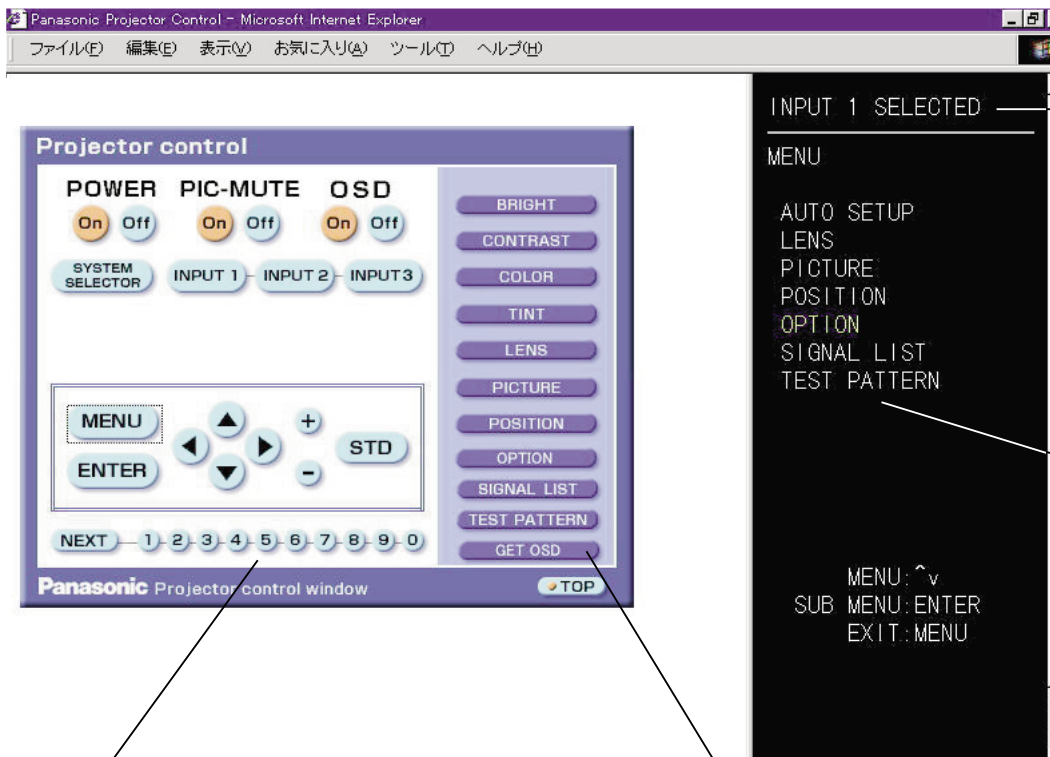 Panasonic Projector Control - Microsoft Internet Explorer
ファイル(F) 編集(E) 表示(V) お気に入り(A) ツール(T) ヘルプ(H)
Projector control
POWER PIC-MUTE OSD
On Off On Off On Off
SYSTEM SELECTOR INPUT 1 INPUT 2 INPUT3
MENU
ENTER
+
-
STD
NEXT 1 2 3 4 5 6 7 8 9 0
BRIGHT
CONTRAST
COLOR
TINT
LENS
PICTURE
POSITION
OPTION
SIGNAL LIST
TEST PATTERN
GET OSD
Panasonic Projector control window
TOP
INPUT 1 SELECTED
MENU
AUTO SETUP
LENS
PICTURE
POSITION
OPTION
SIGNAL LIST
TEST PATTERN
MENU:^v
SUB MENU:ENTER
EXIT:MENU